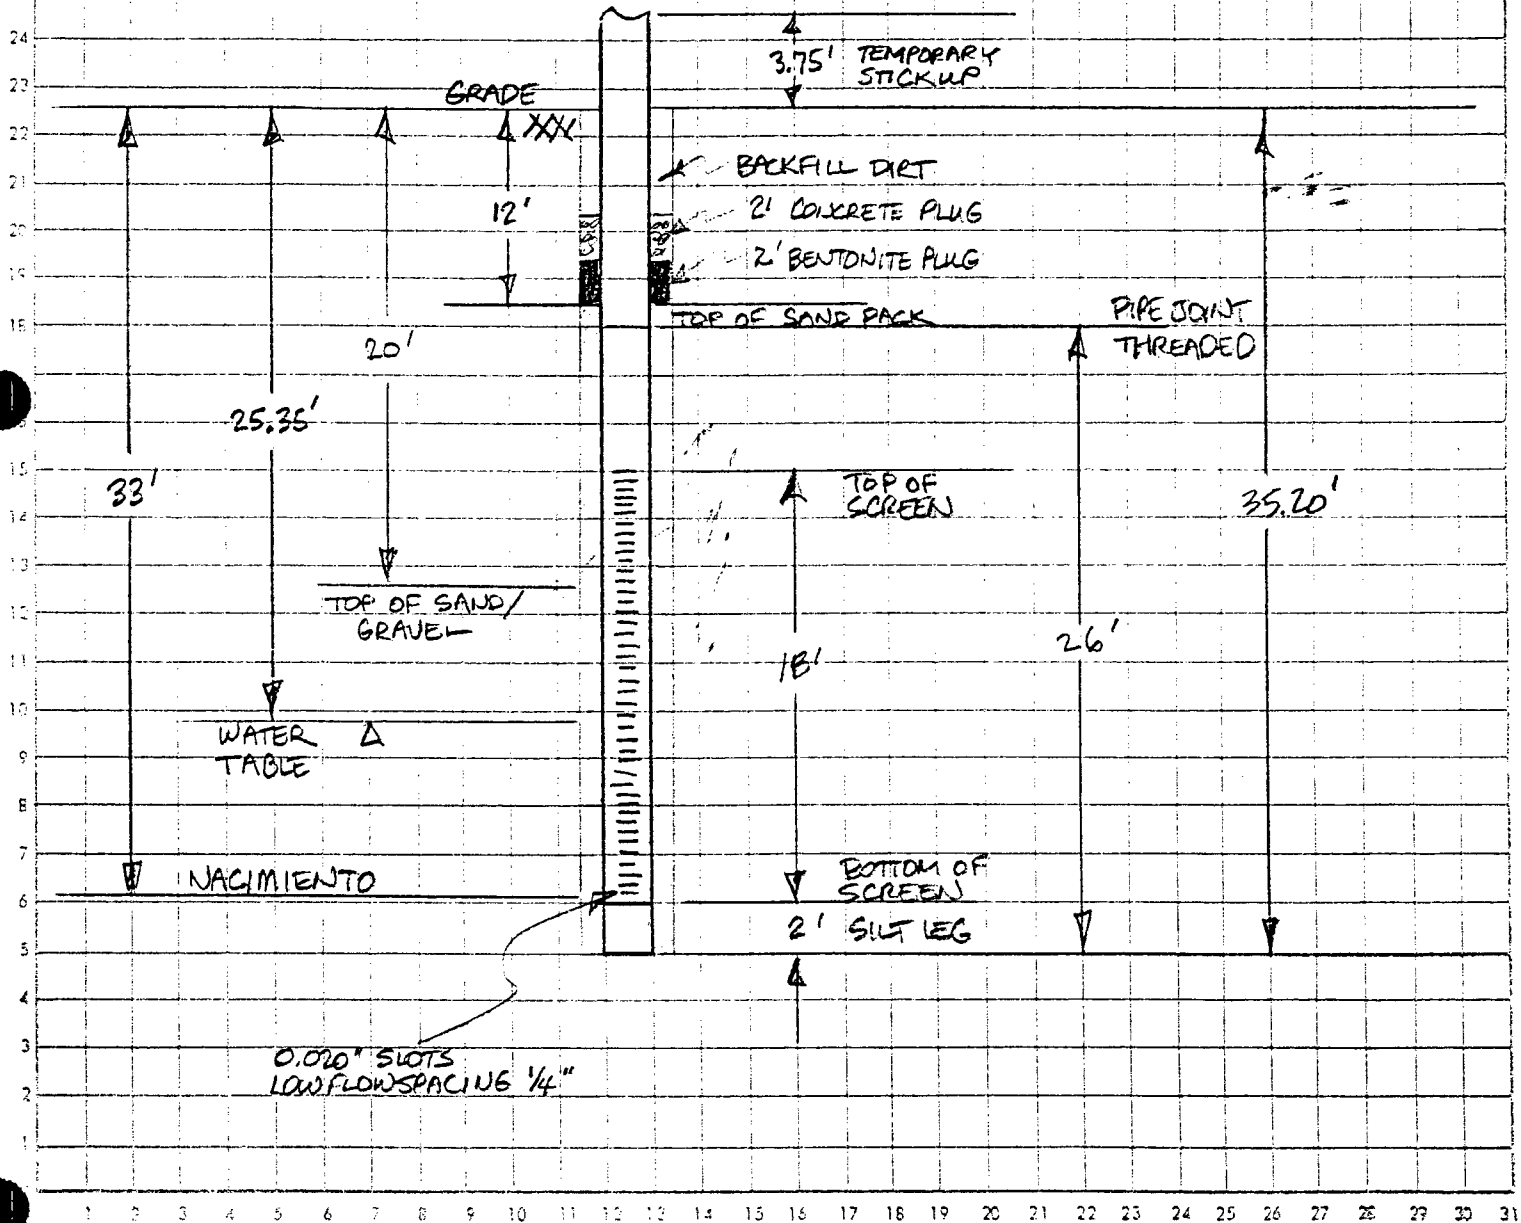 24
3.75' TEMPORARY
STICKUP
23
GRADE
22
BACKFILL DIRT
21
12'
2' CONCRETE PLUG
20
2' BENTONITE PLUG
19
TOP OF SAND PACK
PIPE JOINT
THREADED
18
20'
25.35'
15
33'
TOP OF
SCREEN
35.20'
14
13
TOP OF SAND/
GRAVEL
12
18'
26'
11
10
WATER
TABLE
9
8
7
NACIMIENTO
BOTTOM OF
SCREEN
6
2' SILT LEG
5
4
3
0.020" SLOTS
LOW FLOW SPACING 1/4"
2
1
1 2 3 4 5 6 7 8 9 10 11 12 13 14 15 16 17 18 19 20 21 22 23 24 25 26 27 28 29 30 31